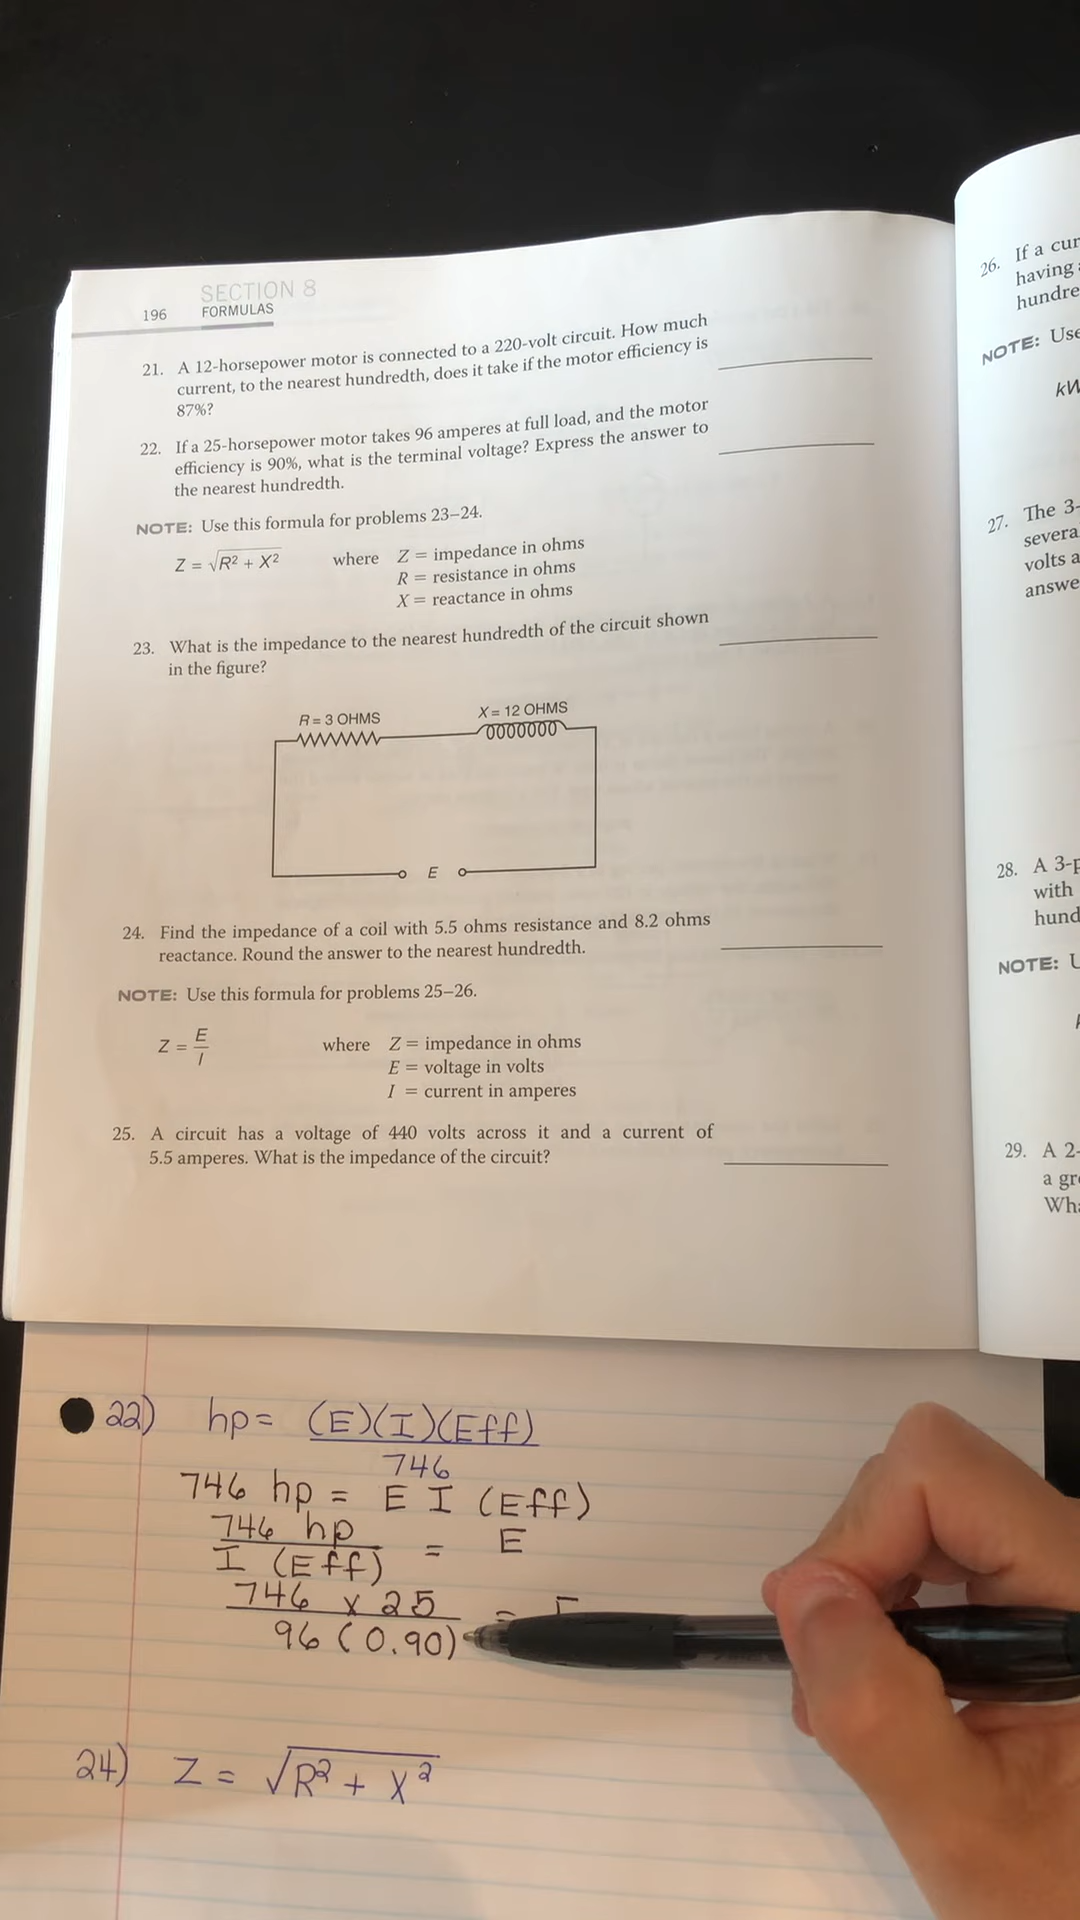 SECTION 8
196 FORMULAS
21. A 12-horsepower motor is connected to a 220-volt circuit. How much
current, to the nearest hundredth, does it take if the motor efficiency is
87%?
22. If a 25-horsepower motor takes 96 amperes at full load, and the motor
efficiency is 90%, what is the terminal voltage? Express the answer to
the nearest hundredth.
NOTE: Use this formula for problems 23–24.
Z = √R² + X² where Z = impedance in ohms
R = resistance in ohms
X = reactance in ohms
23. What is the impedance to the nearest hundredth of the circuit shown
in the figure?
R = 3 OHMS X = 12 OHMS
E
24. Find the impedance of a coil with 5.5 ohms resistance and 8.2 ohms
reactance. Round the answer to the nearest hundredth.
NOTE: Use this formula for problems 25–26.
Z = E/I where Z = impedance in ohms
E = voltage in volts
I = current in amperes
25. A circuit has a voltage of 440 volts across it and a current of
5.5 amperes. What is the impedance of the circuit?
26. If a cur
having
hundre
NOTE: Use
kW
27. The 3-
severa
volts a
answe
28. A 3-p
with
hund
NOTE: U
29. A 2-
a gr
Wha
22) hp = (E)(I)(Eff)
746
746 hp = E I (Eff)
746 hp
I (Eff) = E
746 x 25
96 (0.90) =
24) Z = √R² + X²